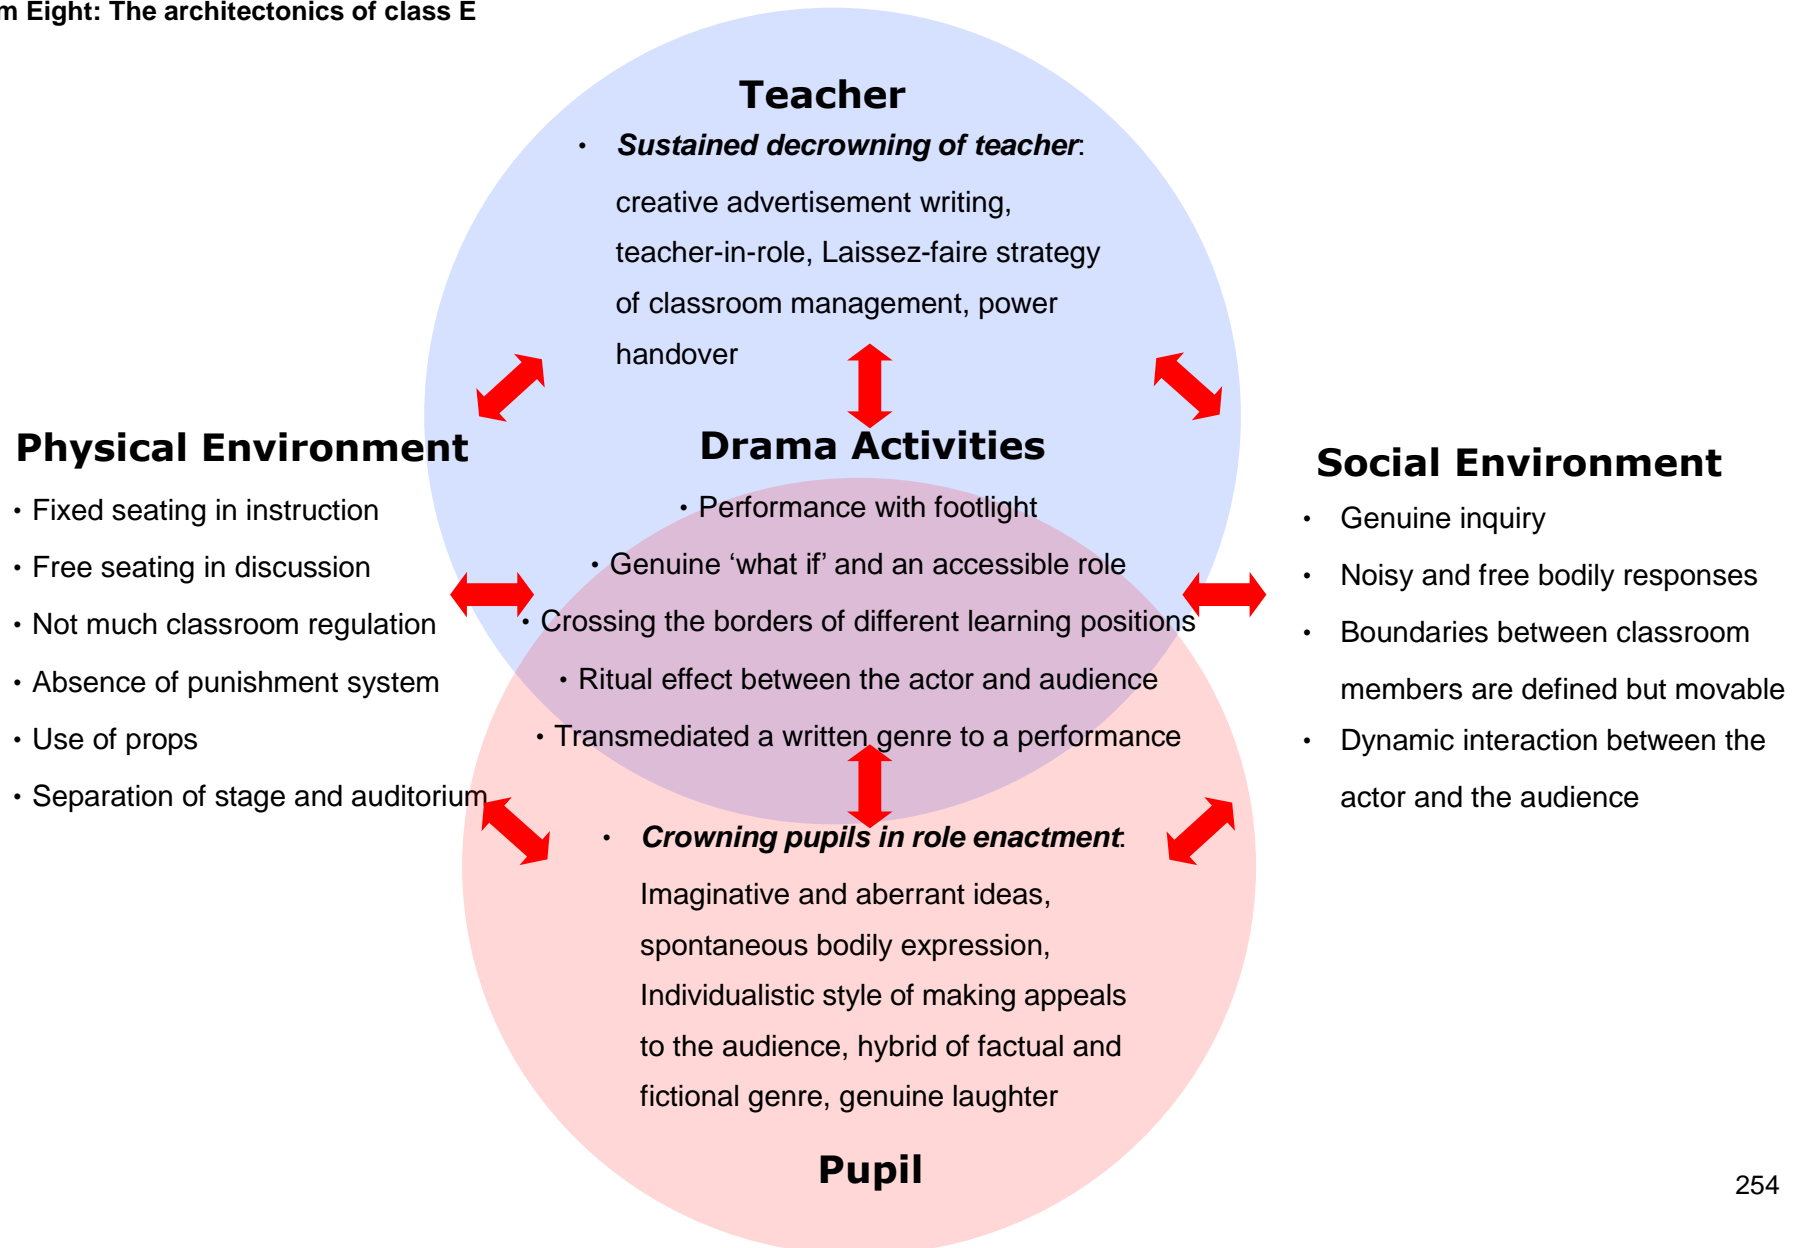 m Eight: The architectonics of class E
Teacher
• Sustained decrowning of teacher:
creative advertisement writing,
teacher-in-role, Laissez-faire strategy
of classroom management, power
handover
Physical Environment
• Fixed seating in instruction
• Free seating in discussion
• Not much classroom regulation
• Absence of punishment system
• Use of props
• Separation of stage and auditorium
Drama Activities
• Performance with footlight
• Genuine ‘what if’ and an accessible role
• Crossing the borders of different learning positions
• Ritual effect between the actor and audience
• Transmediated a written genre to a performance
Social Environment
• Genuine inquiry
• Noisy and free bodily responses
• Boundaries between classroom
members are defined but movable
• Dynamic interaction between the
actor and the audience
• Crowning pupils in role enactment:
Imaginative and aberrant ideas,
spontaneous bodily expression,
Individualistic style of making appeals
to the audience, hybrid of factual and
fictional genre, genuine laughter
Pupil
254